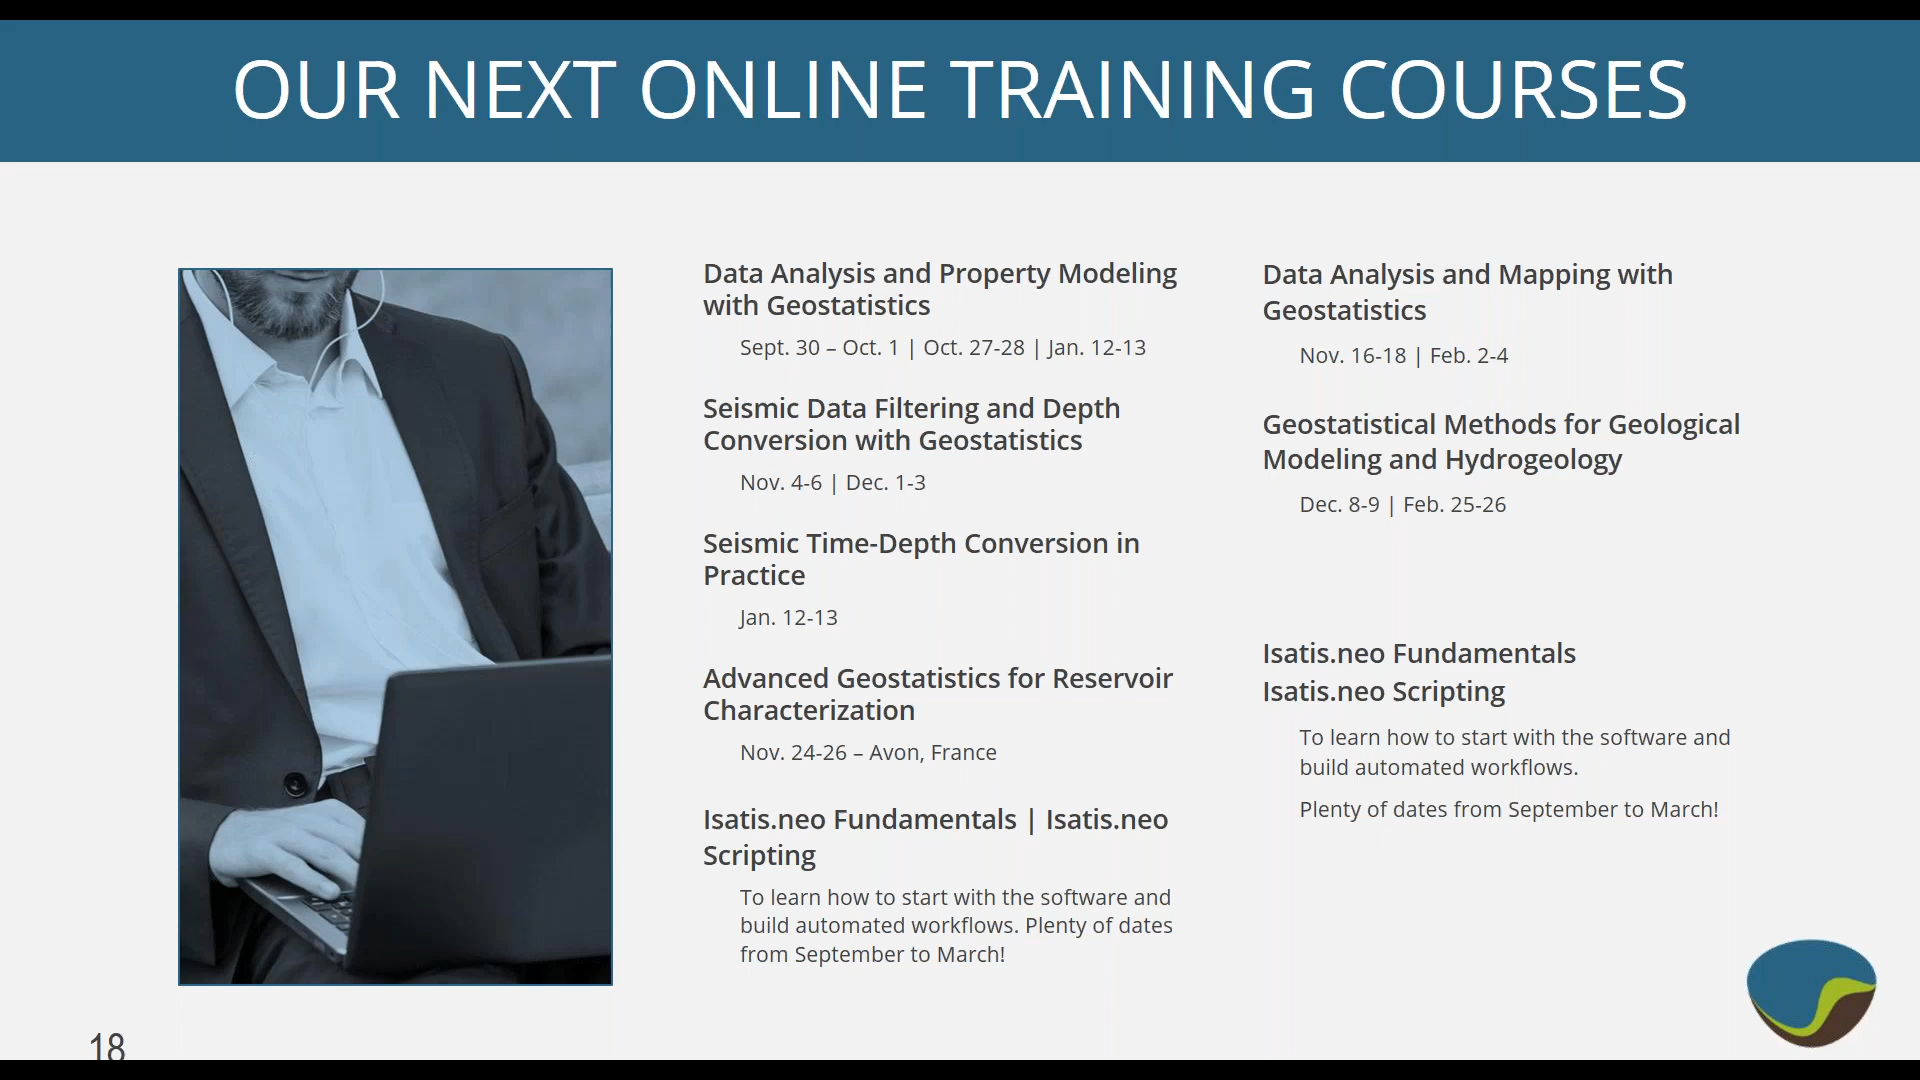 OUR NEXT ONLINE TRAINING COURSES
Data Analysis and Property Modeling
with Geostatistics
Sept. 30 – Oct. 1 | Oct. 27-28 | Jan. 12-13
Seismic Data Filtering and Depth
Conversion with Geostatistics
Nov. 4-6 | Dec. 1-3
Seismic Time-Depth Conversion in
Practice
Jan. 12-13
Advanced Geostatistics for Reservoir
Characterization
Nov. 24-26 – Avon, France
Isatis.neo Fundamentals | Isatis.neo
Scripting
To learn how to start with the software and
build automated workflows. Plenty of dates
from September to March!
Data Analysis and Mapping with
Geostatistics
Nov. 16-18 | Feb. 2-4
Geostatistical Methods for Geological
Modeling and Hydrogeology
Dec. 8-9 | Feb. 25-26
Isatis.neo Fundamentals
Isatis.neo Scripting
To learn how to start with the software and
build automated workflows.
Plenty of dates from September to March!
18